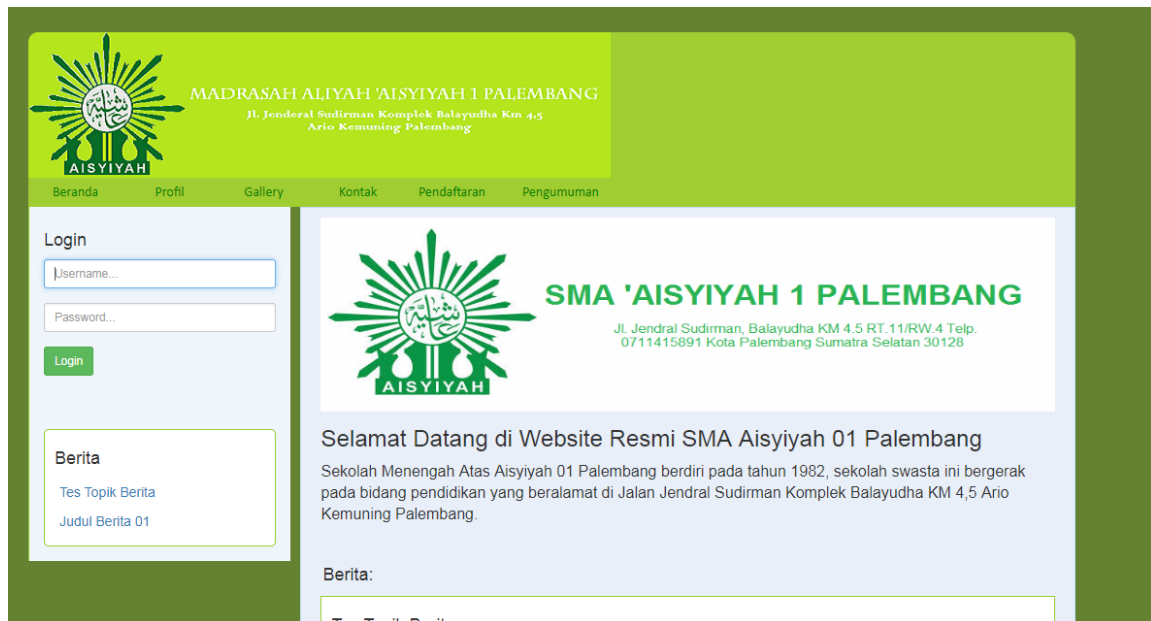 MADRASAH ALIYAH 'AISYIYAH 1 PALEMBANG
Jl. Jenderal Sudirman Komplek Balayudha Km 4,5
Ario Kemuning Palembang
AISYIYAH
Beranda Profil Gallery Kontak Pendaftaran Pengumuman
Login
Username...
Password...
Login
Berita
Tes Topik Berita
Judul Berita 01
SMA 'AISYIYAH 1 PALEMBANG
Jl. Jendral Sudirman, Balayudha KM 4.5 RT.11/RW.4 Telp.
0711415891 Kota Palembang Sumatra Selatan 30128
AISYIYAH
Selamat Datang di Website Resmi SMA Aisyiyah 01 Palembang
Sekolah Menengah Atas Aisyiyah 01 Palembang berdiri pada tahun 1982, sekolah swasta ini bergerak
pada bidang pendidikan yang beralamat di Jalan Jendral Sudirman Komplek Balayudha KM 4,5 Ario
Kemuning Palembang.
Berita: